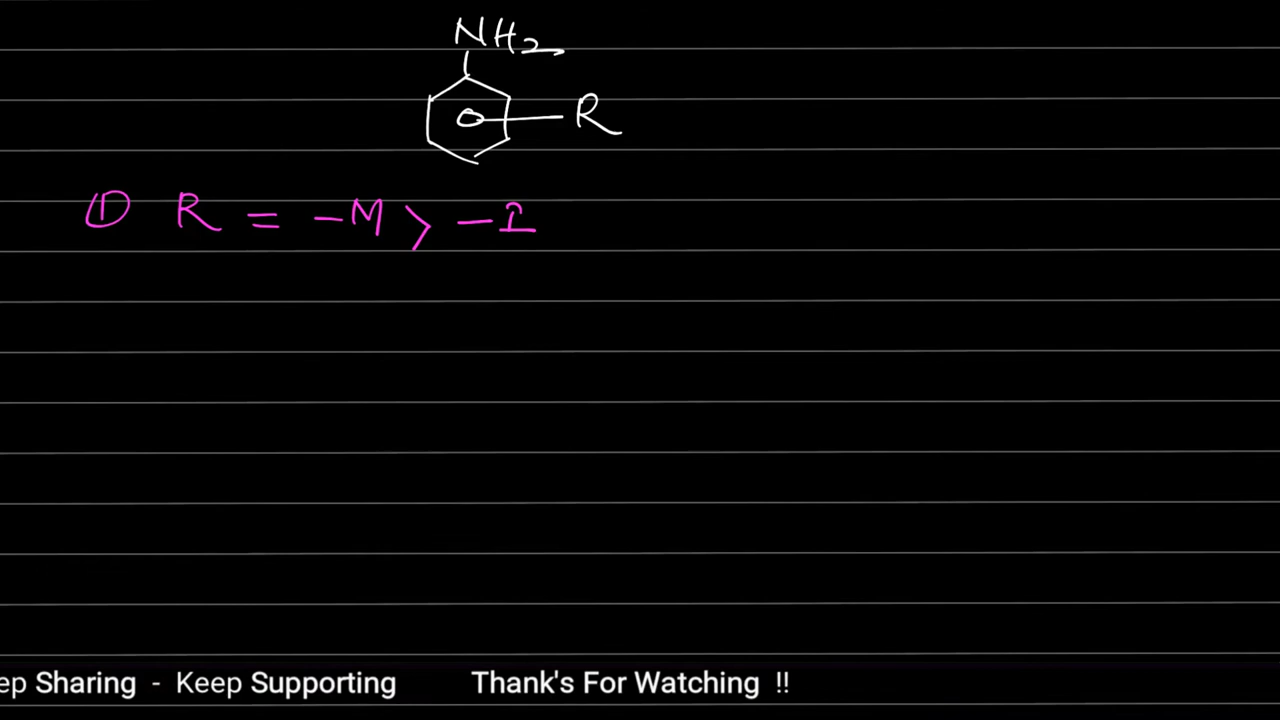 NH2
R
① R = -M > -I
ep Sharing - Keep Supporting Thank's For Watching !!